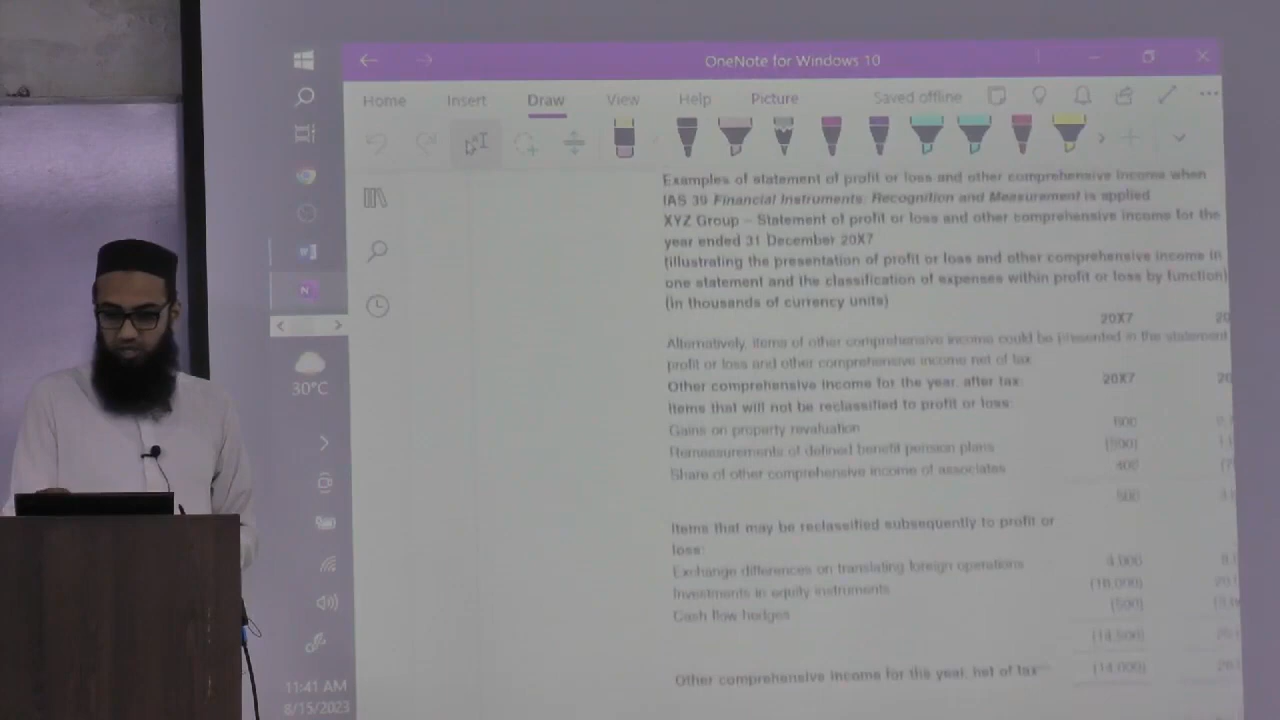 OneNote for Windows 10
Home Insert Draw View Help Picture Saved offline
Examples of statement of profit or loss and other comprehensive income when
IAS 39 Financial Instruments: Recognition and Measurement is applied
XYZ Group – Statement of profit or loss and other comprehensive income for the
year ended 31 December 20X7
(illustrating the presentation of profit or loss and other comprehensive income in
one statement and the classification of expenses within profit or loss by function)
(in thousands of currency units)
20X7 20
Alternatively, items of other comprehensive income could be presented in the statement
profit or loss and other comprehensive income net of tax
Other comprehensive income for the year, after tax: 20X7 20
Items that will not be reclassified to profit or loss:
Gains on property revaluation 600
Remeasurements of defined benefit pension plans (500)
Share of other comprehensive income of associates 400
500
Items that may be reclassified subsequently to profit or
loss:
Exchange differences on translating foreign operations 4,000
Investments in equity instruments (18,000)
Cash flow hedges (500)
(14,500)
Other comprehensive income for the year, net of tax (14,000)
30°C
11:41 AM
8/15/2023